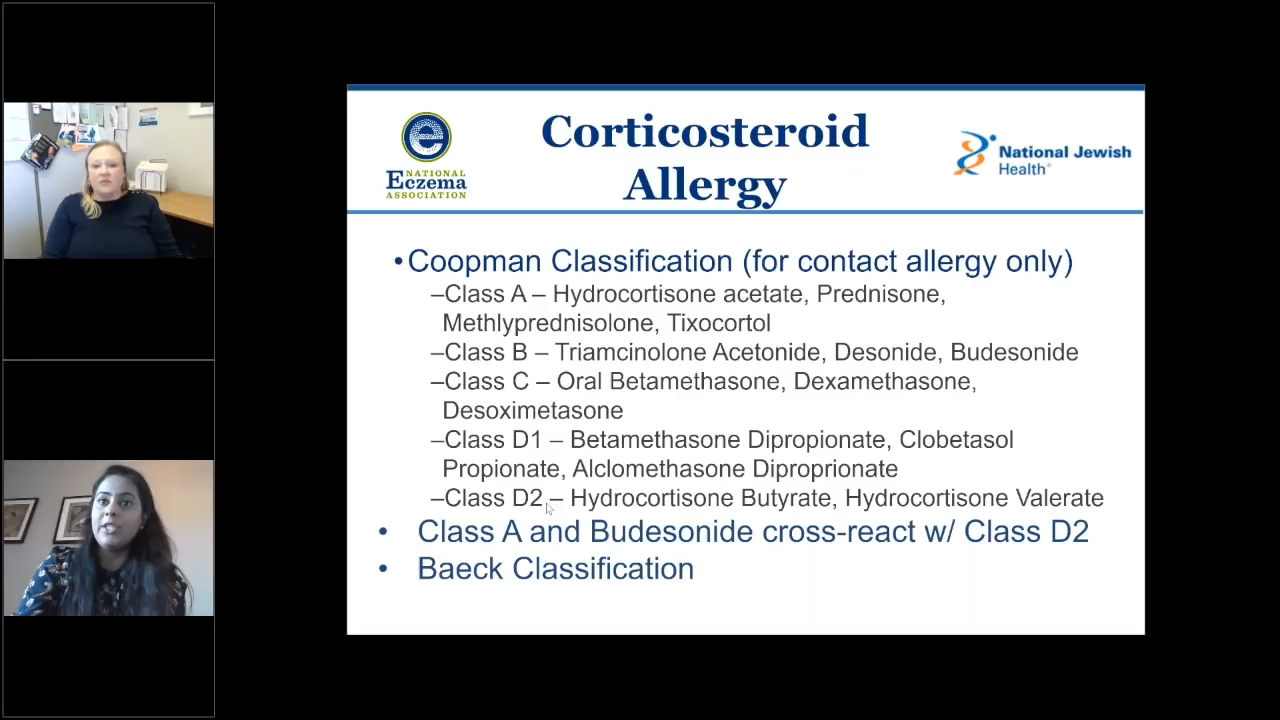 NATIONAL
Eczema
ASSOCIATION
Corticosteroid
Allergy
National Jewish
Health®
•Coopman Classification (for contact allergy only)
–Class A – Hydrocortisone acetate, Prednisone,
Methlyprednisolone, Tixocortol
–Class B – Triamcinolone Acetonide, Desonide, Budesonide
–Class C – Oral Betamethasone, Dexamethasone,
Desoximetasone
–Class D1 – Betamethasone Dipropionate, Clobetasol
Propionate, Alclomethasone Diproprionate
–Class D2 – Hydrocortisone Butyrate, Hydrocortisone Valerate
• Class A and Budesonide cross-react w/ Class D2
• Baeck Classification